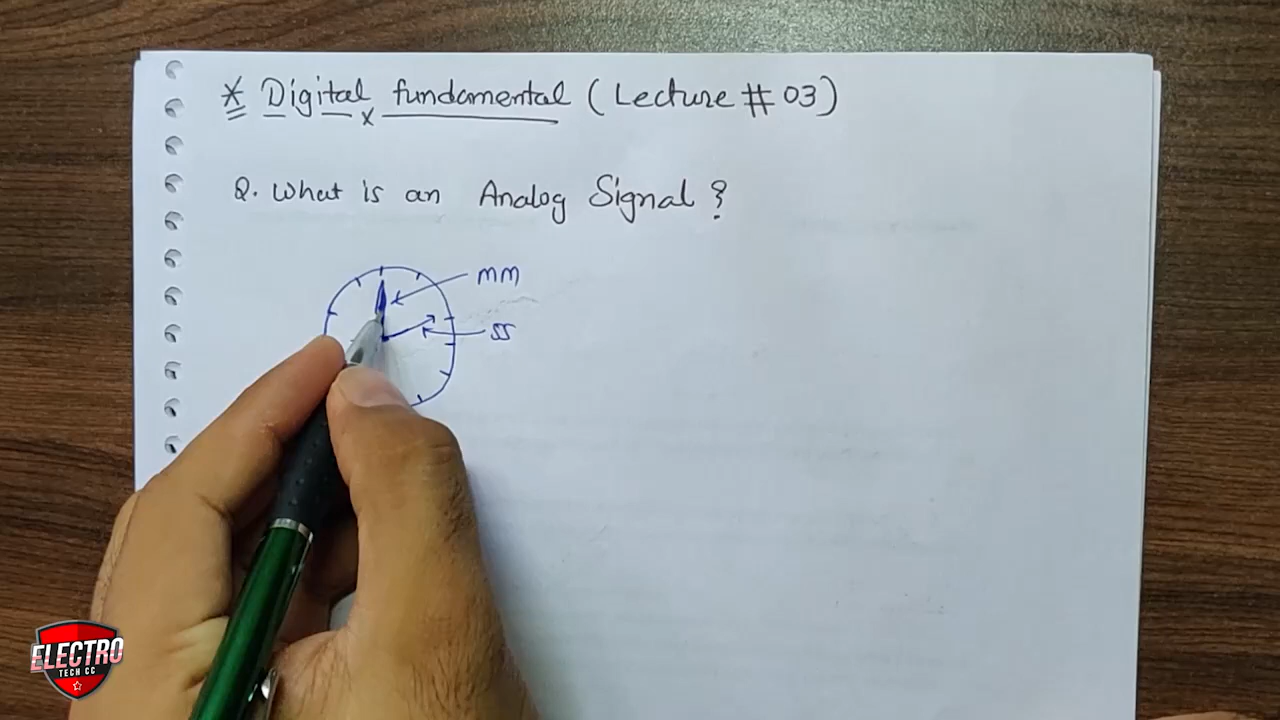 * Digital fundamental (Lecture # 03)
Q. What is an Analog Signal ?
MM
SS
ELECTRO
TECH CC